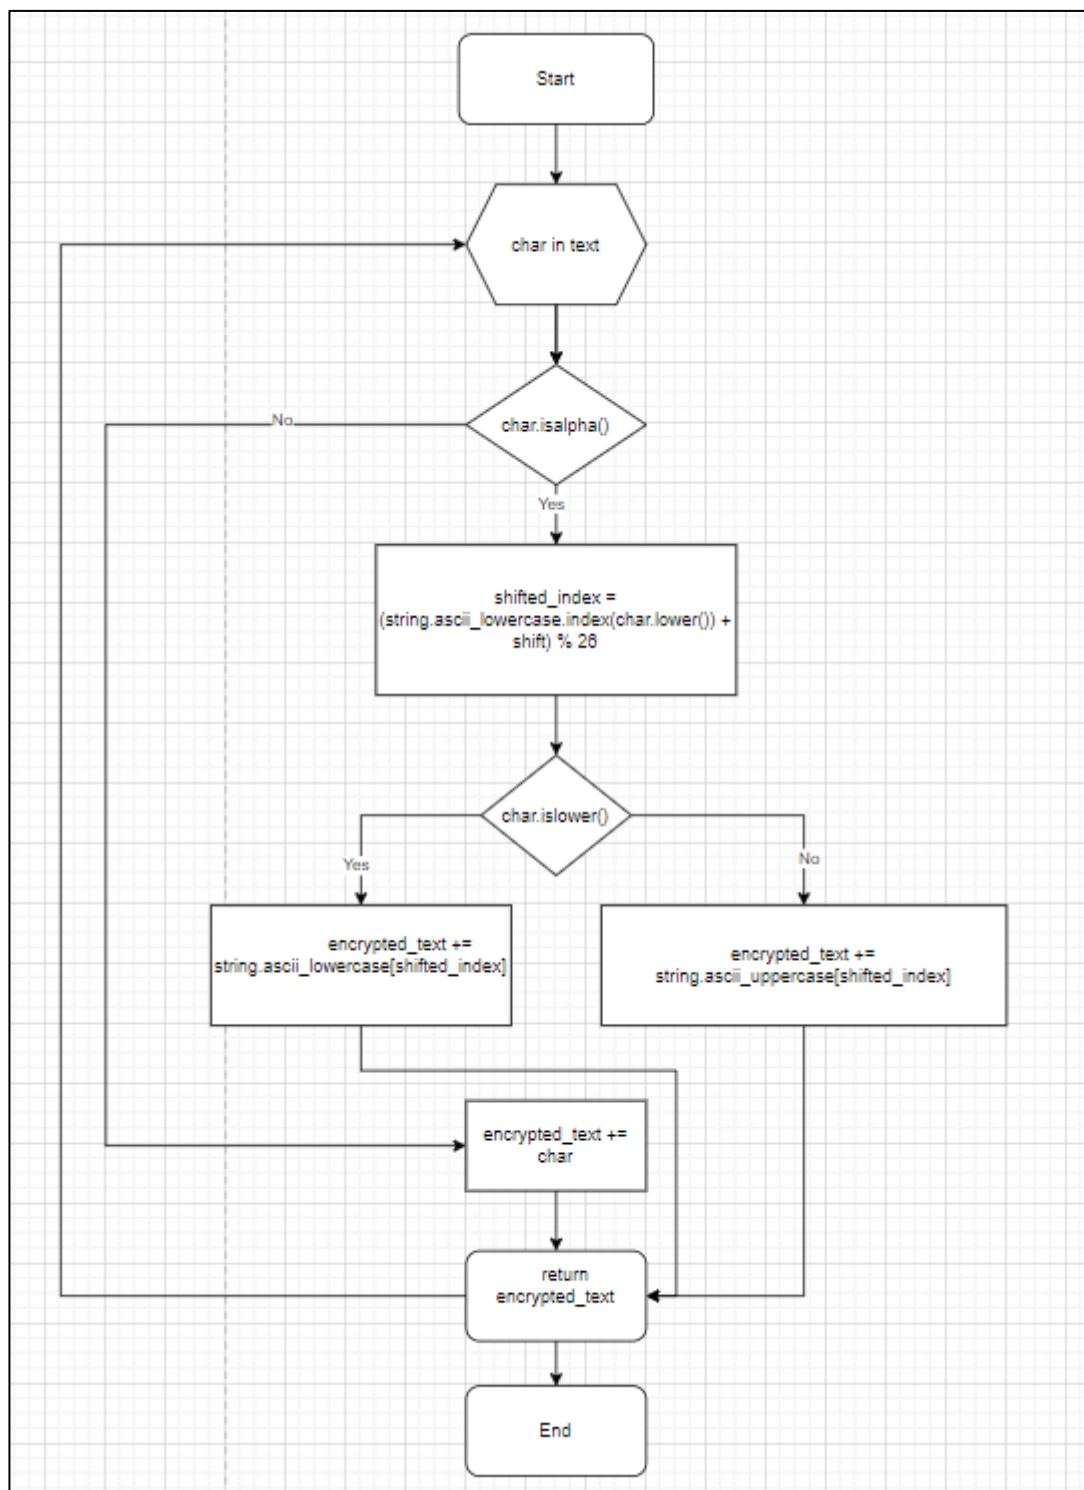 Start
char in text
char.isalpha()
No
Yes
shifted_index =
(string.ascii_lowercase.index(char.lower()) +
shift) % 26
char.islower()
Yes
No
encrypted_text +=
string.ascii_lowercase[shifted_index]
encrypted_text +=
string.ascii_uppercase[shifted_index]
encrypted_text +=
char
return
encrypted_text
End